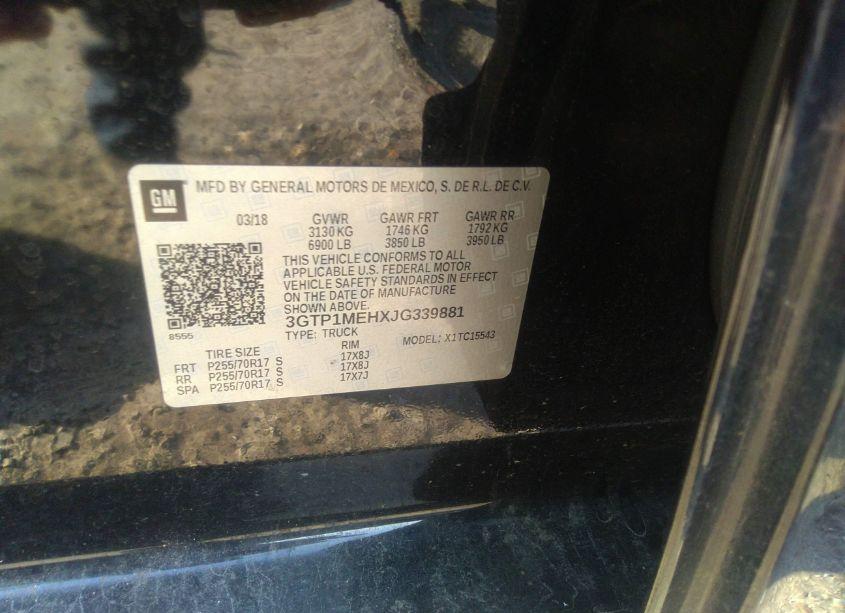 GM MFD BY GENERAL MOTORS DE MEXICO, S. DE R.L. DE C.V.
03/18 GVWR GAWR FRT GAWR RR
3130 KG 1746 KG 1792 KG
6900 LB 3850 LB 3950 LB
THIS VEHICLE CONFORMS TO ALL
APPLICABLE U.S. FEDERAL MOTOR
VEHICLE SAFETY STANDARDS IN EFFECT
ON THE DATE OF MANUFACTURE
SHOWN ABOVE.
3GTP1MEHXJG339881
8555 TYPE: TRUCK MODEL: X1TC15543
TIRE SIZE RIM
FRT P255/70R17 S 17X8J
RR P255/70R17 S 17X8J
SPA P255/70R17 S 17X7J